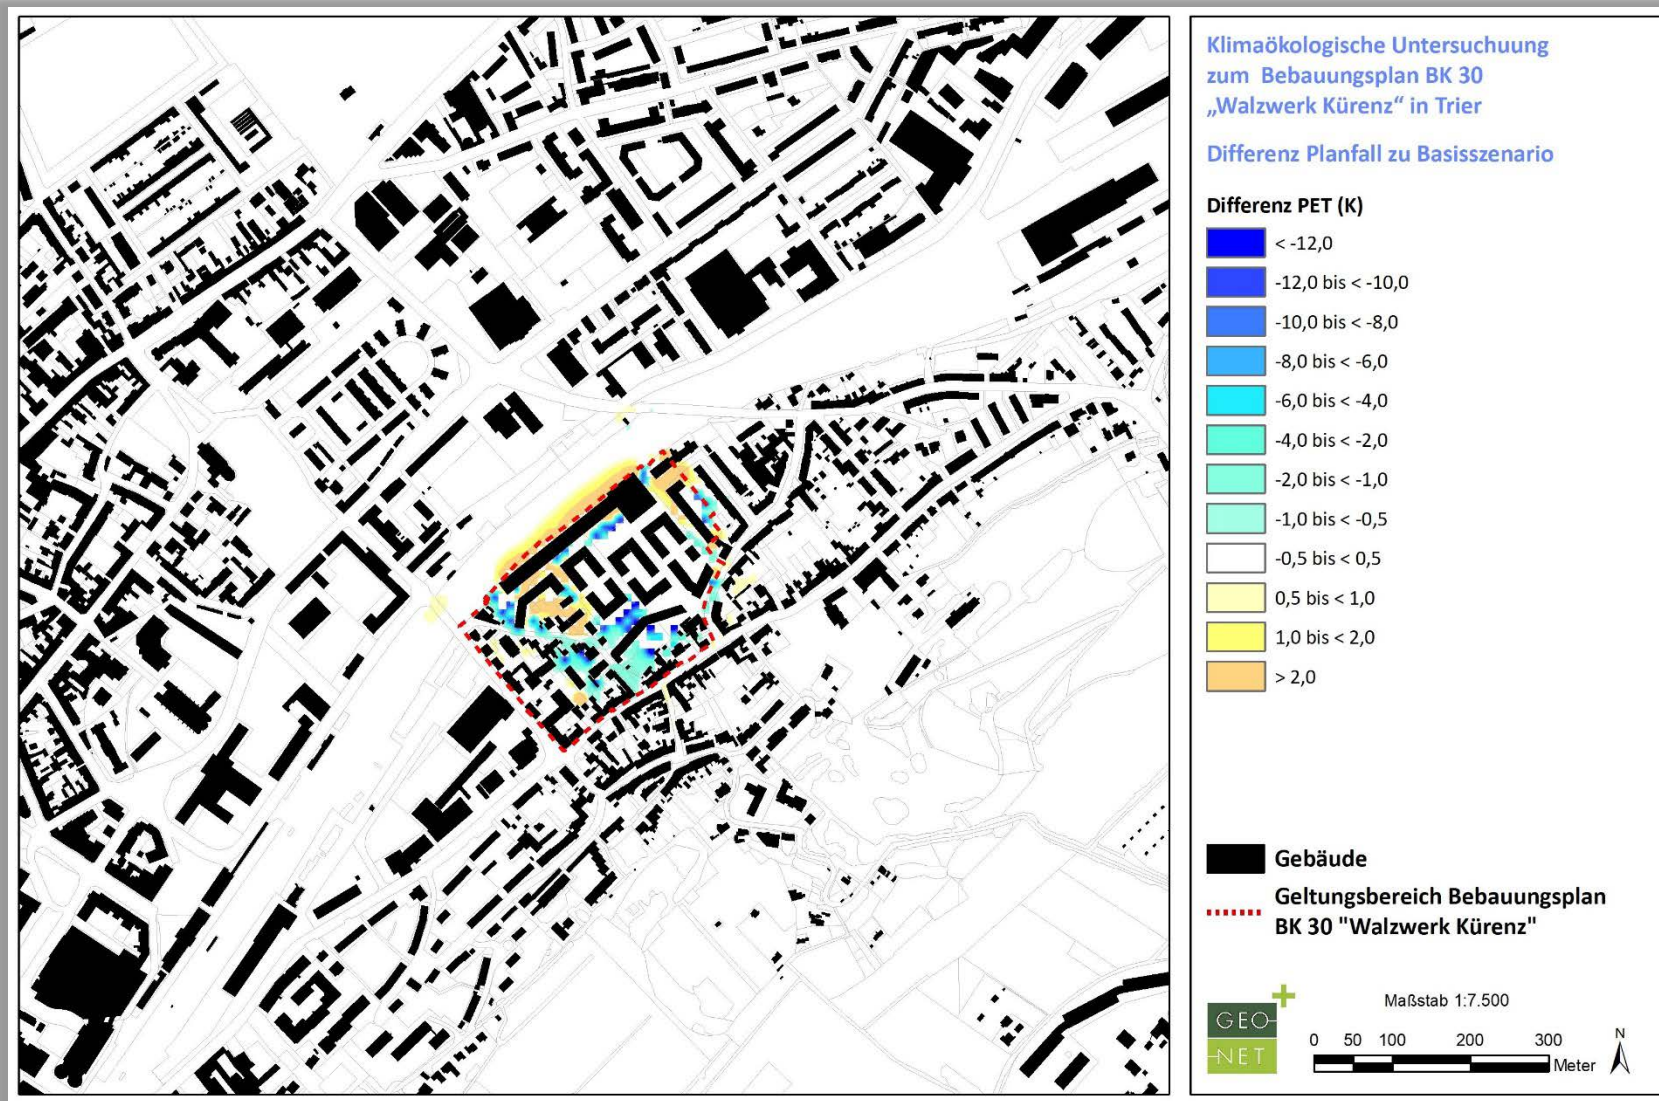 Klimaökologische Untersuchuung
zum Bebauungsplan BK 30
„Walzwerk Kürenz“ in Trier
Differenz Planfall zu Basisszenario
Differenz PET (K)
< -12,0
-12,0 bis < -10,0
-10,0 bis < -8,0
-8,0 bis < -6,0
-6,0 bis < -4,0
-4,0 bis < -2,0
-2,0 bis < -1,0
-1,0 bis < -0,5
-0,5 bis < 0,5
0,5 bis < 1,0
1,0 bis < 2,0
> 2,0
Gebäude
Geltungsbereich Bebauungsplan
BK 30 "Walzwerk Kürenz"
GEO
NET
Maßstab 1:7.500
0 50 100 200 300
Meter
N